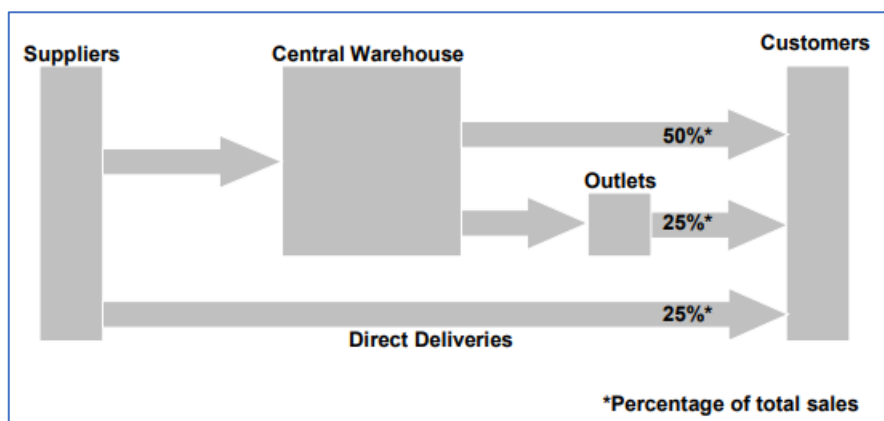 Suppliers
Central Warehouse
Customers
50%*
Outlets
25%*
25%*
Direct Deliveries
*Percentage of total sales